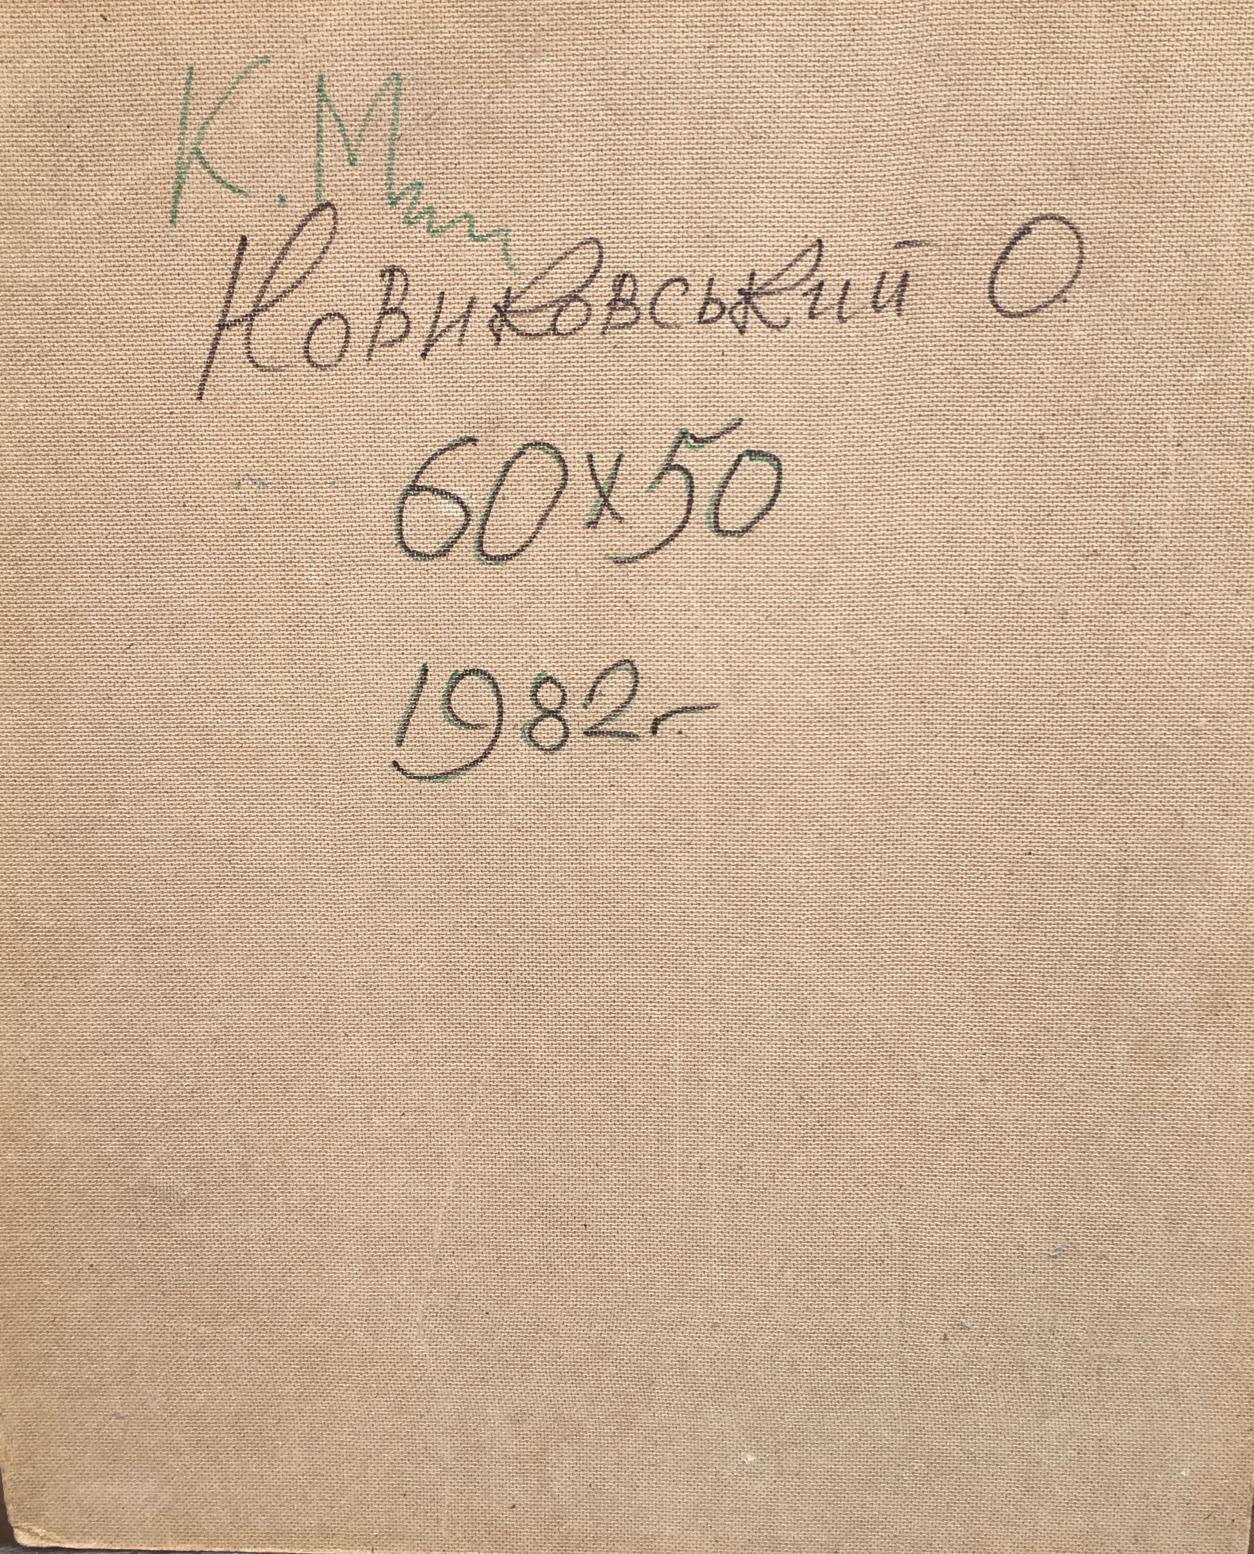 К. М
Новиковський О
60х50
1982г